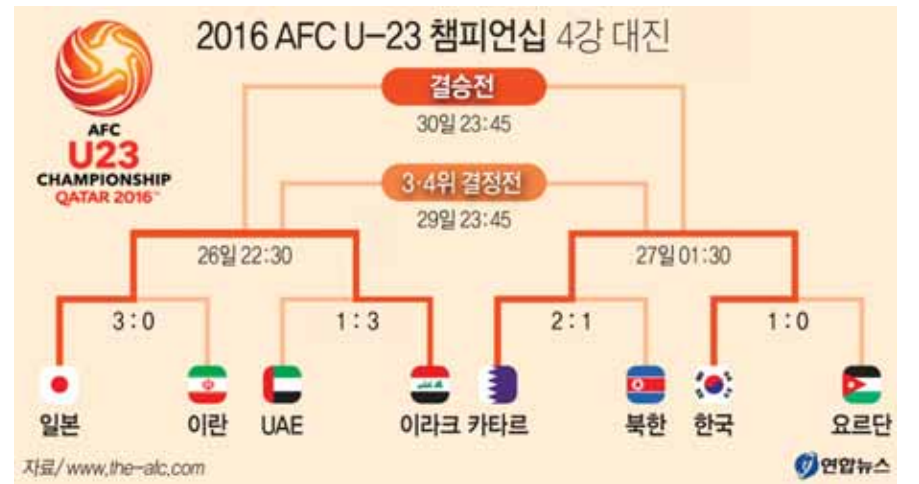 2016 AFC U-23 챔피언십 4강 대진
AFC
U23
CHAMPIONSHIP
QATAR 2016™
결승전
30일 23:45
3·4위 결정전
29일 23:45
26일 22:30
27일 01:30
3:0
1:3
2:1
1:0
일본
이란
UAE
이라크
카타르
북한
한국
요르단
자료/ www.the-afc.com
연합뉴스